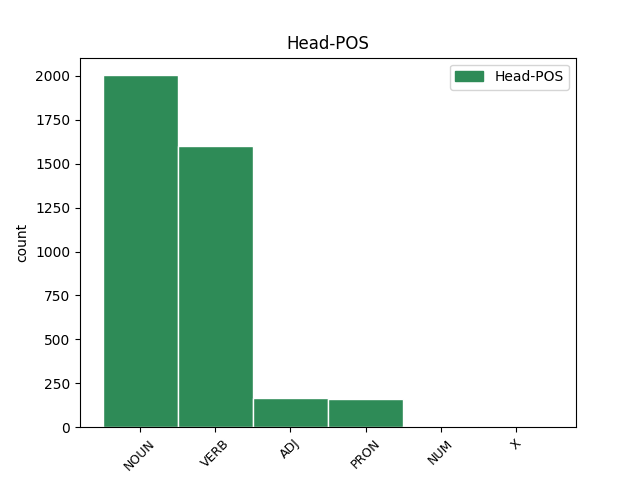 Head-POS
Head-POS
2000
1750
1500
1250
1000
750
500
250
0
count
NOUN
VERB
ADJ
PRON
NUM
X